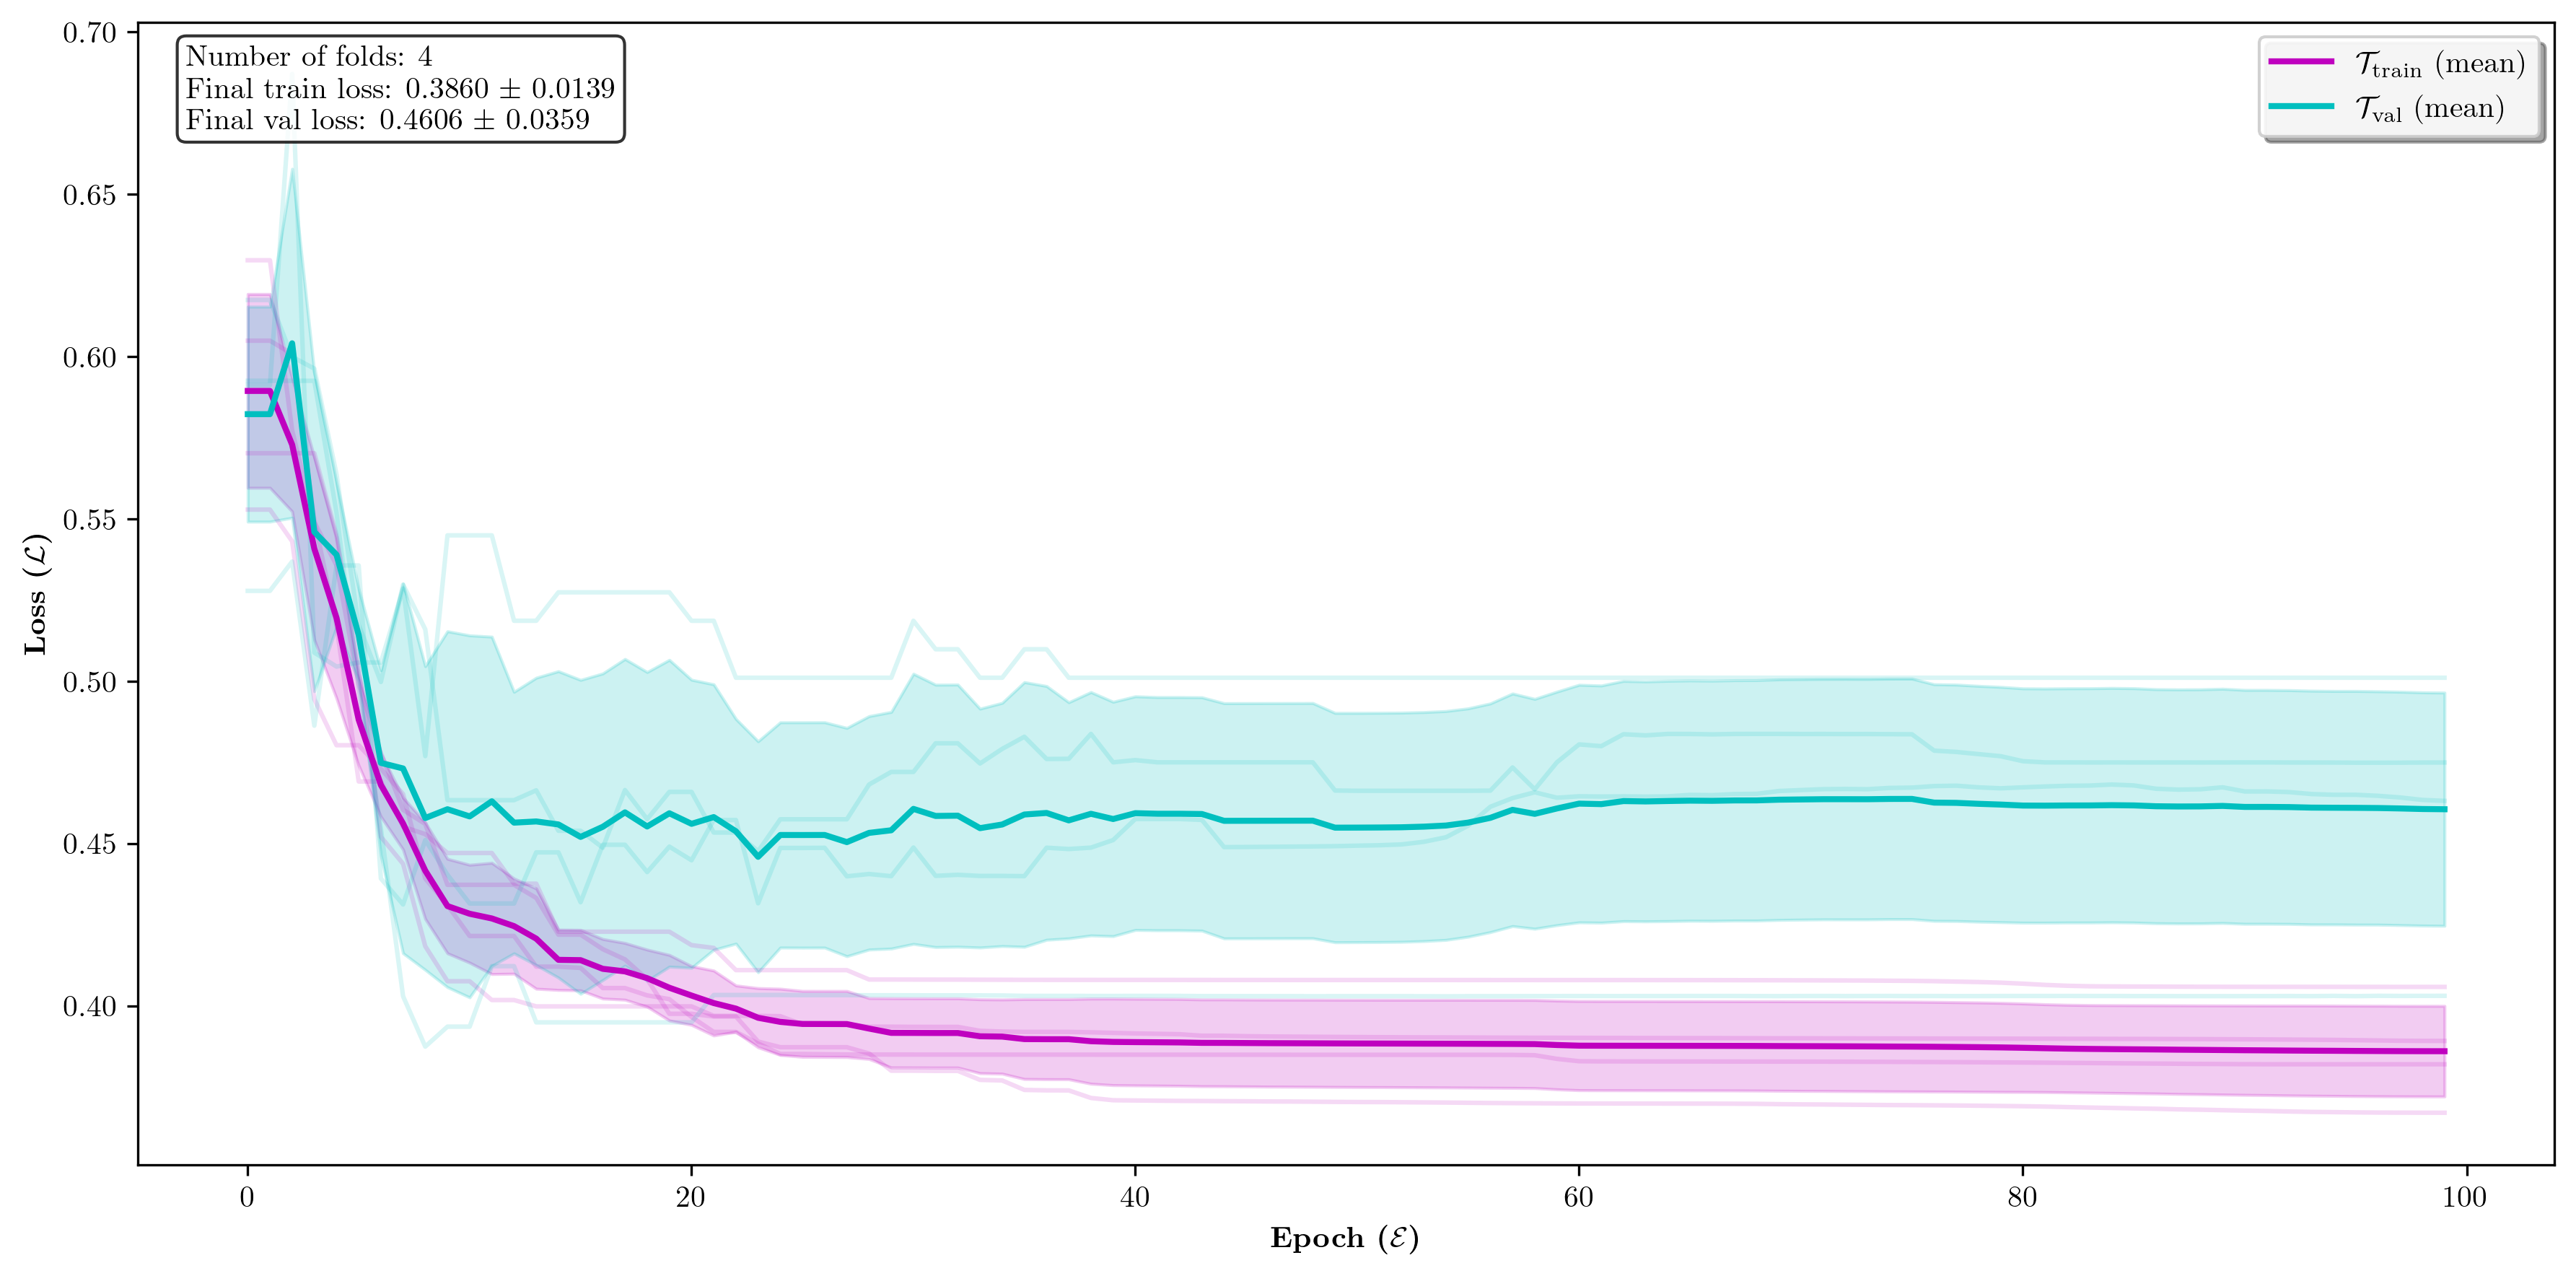 Number of folds: 4
Final train loss: 0.3860 ± 0.0139
Final val loss: 0.4606 ± 0.0359
𝒯train (mean)
𝒯val (mean)
0.70
0.65
0.60
0.55
0.50
0.45
0.40
Loss (ℒ)
0 20 40 60 80 100
Epoch (ℰ)